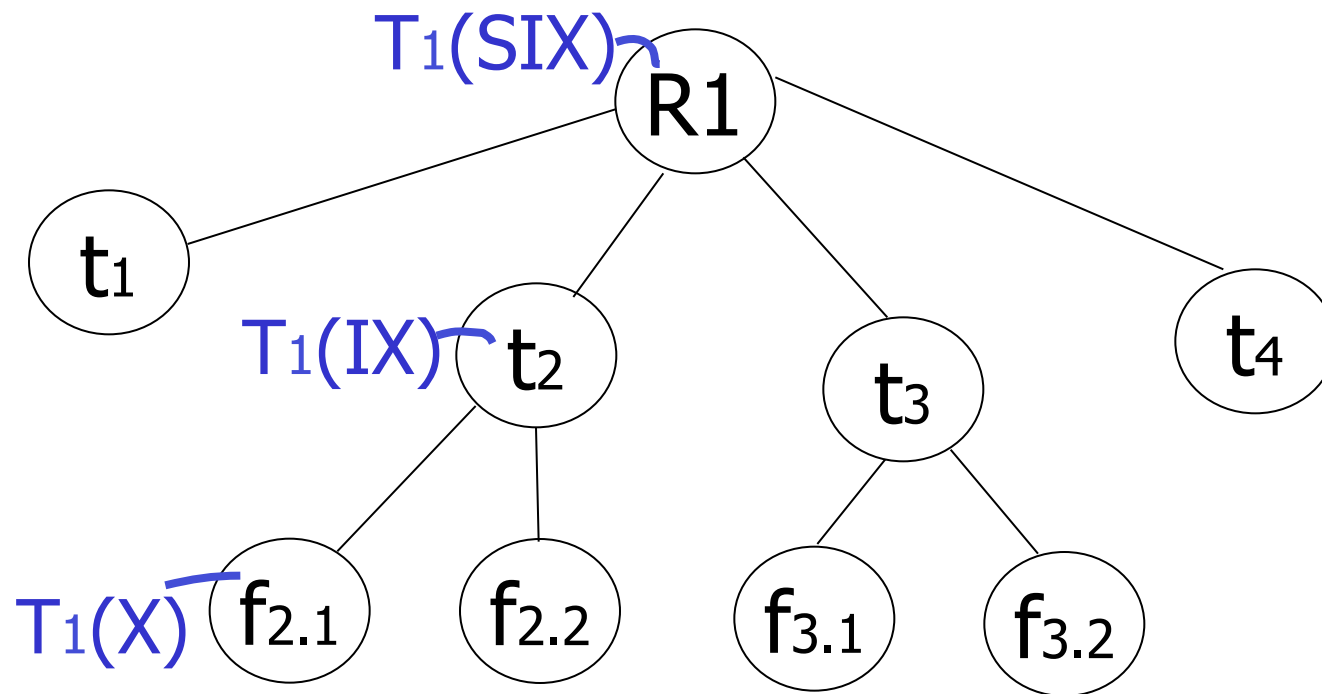 T1(SIX)
R1
t1
T1(IX)
t2
t3
t4
T1(X)
f2.1
f2.2
f3.1
f3.2